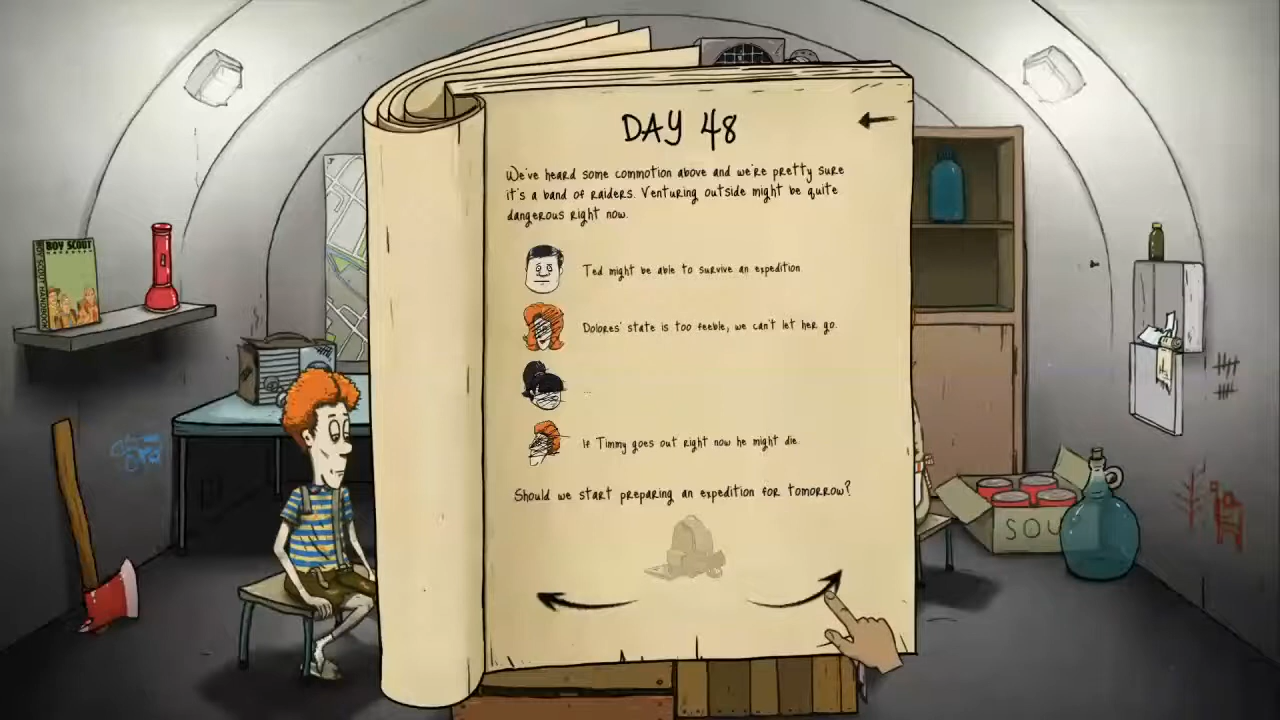 DAY 48
We've heard some commotion above and we're pretty sure
it's a band of raiders. Venturing outside might be quite
dangerous right now.
Ted might be able to survive an expedition
Dolores' state is too feeble, we can't let her go.
...
If Timmy goes out right now he might die.
Should we start preparing an expedition for tomorrow?
BOY SCOUT
BOY SCOUT HANDBOOK
SOU